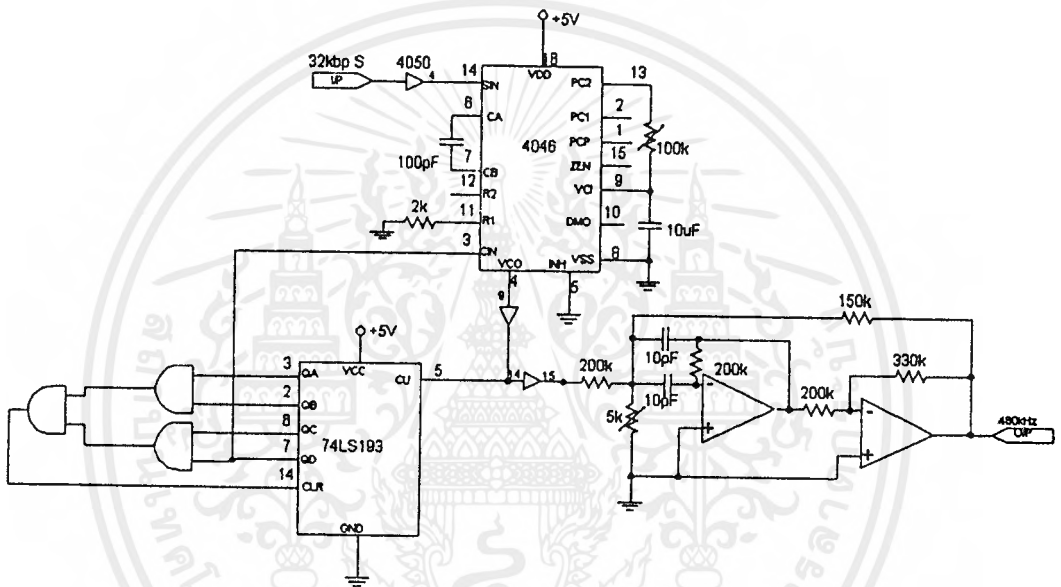 +5V
32kbp S
I/P
4050
4
14
SIN
18
VDD
PC2
13
6
CA
PC1
2
4046
PCP
1
100k
7
CB
100pF
ZEN
15
12
R2
VCI
9
2k
11
R1
DMO
10
10uF
3
CIN
VSS
8
VCO
INH
4
5
9
+5V
3
QA
VCC
CU
5
14
15
200k
10pF
200k
150k
2
QB
330k
8
QC
10pF
200k
7
QD
74LS193
5k
480kHz
O/P
14
CLR
GND